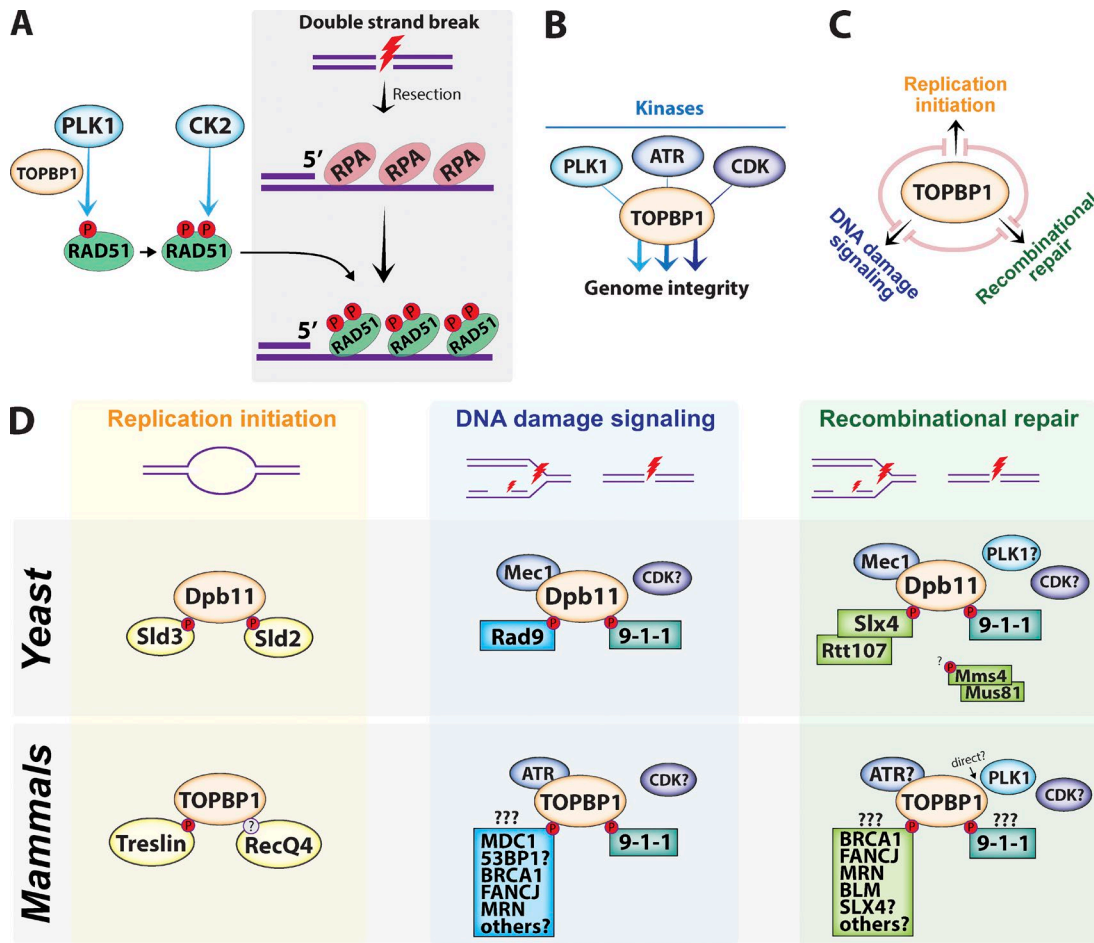 A
Double strand break
Resection
PLK1
CK2
TOPBP1
5′
RPA
RPA
RPA
P
P
P
RAD51
RAD51
5′
P
P
P
P
P
P
RAD51
RAD51
RAD51
B
Kinases
PLK1
ATR
CDK
TOPBP1
Genome integrity
C
Replication
initiation
TOPBP1
DNA damage
signaling
Recombinational
repair
D
Replication initiation
DNA damage signaling
Recombinational repair
Yeast
Dpb11
P
P
Sld3
Sld2
Mec1
CDK?
Dpb11
P
P
Rad9
9-1-1
Mec1
PLK1?
CDK?
Dpb11
P
P
Slx4
9-1-1
Rtt107
?
P
Mms4
Mus81
Mammals
TOPBP1
P
?
Treslin
RecQ4
ATR
CDK?
TOPBP1
???
P
P
MDC1
53BP1?
BRCA1
FANCJ
MRN
others?
9-1-1
direct?
ATR?
PLK1
CDK?
TOPBP1
???
???
P
P
BRCA1
FANCJ
MRN
BLM
SLX4?
others?
9-1-1